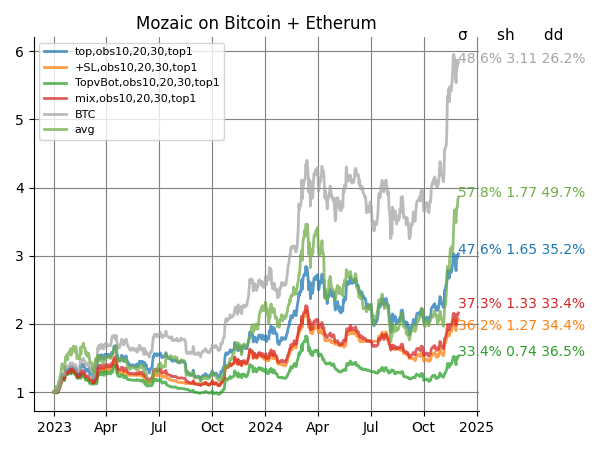 Mozaic on Bitcoin + Etherum
σ sh dd
top,obs10,20,30,top1
+SL,obs10,20,30,top1
TopvBot,obs10,20,30,top1
mix,obs10,20,30,top1
BTC
avg
48.6% 3.11 26.2%
57.8% 1.77 49.7%
47.6% 1.65 35.2%
37.3% 1.33 33.4%
36.2% 1.27 34.4%
33.4% 0.74 36.5%
6
5
4
3
2
1
2023 Apr Jul Oct 2024 Apr Jul Oct 2025